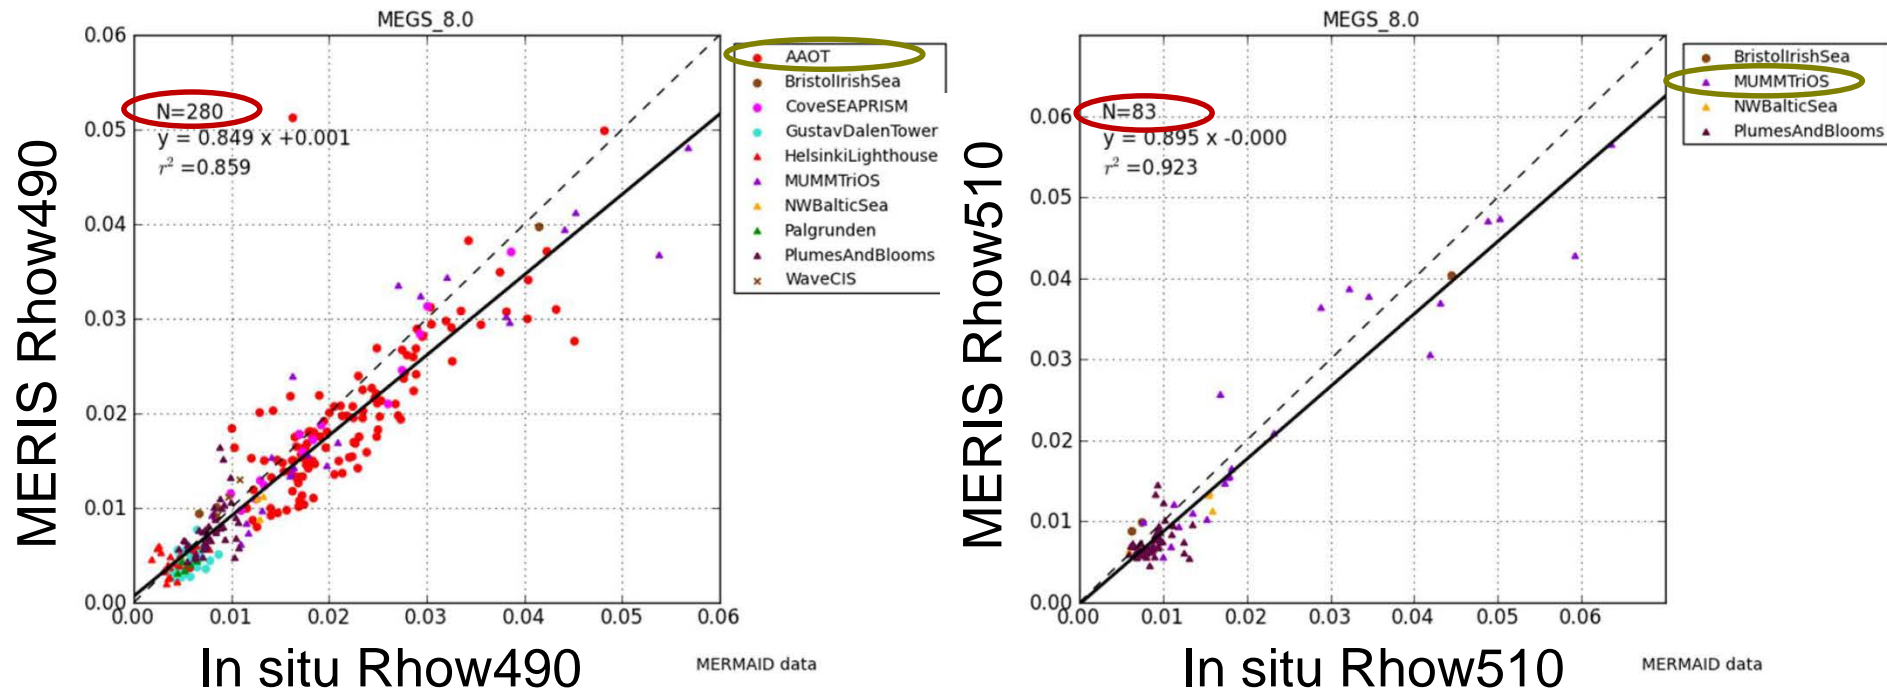 MEGS_8.0
0.06
0.05
0.04
0.03
0.02
0.01
0.00
0.00 0.01 0.02 0.03 0.04 0.05 0.06
N=280
y = 0.849 x +0.001
r² =0.859
MERIS Rhow490
In situ Rhow490
MERMAID data
AAOT
BristolIrishSea
CoveSEAPRISM
GustavDalenTower
HelsinkiLighthouse
MUMMTriOS
NWBalticSea
Palgrunden
PlumesAndBlooms
WaveCIS
MEGS_8.0
0.06
0.05
0.04
0.03
0.02
0.01
0.00
0.00 0.01 0.02 0.03 0.04 0.05 0.06
N=83
y = 0.895 x -0.000
r² =0.923
MERIS Rhow510
In situ Rhow510
MERMAID data
BristolIrishSea
MUMMTriOS
NWBalticSea
PlumesAndBlooms